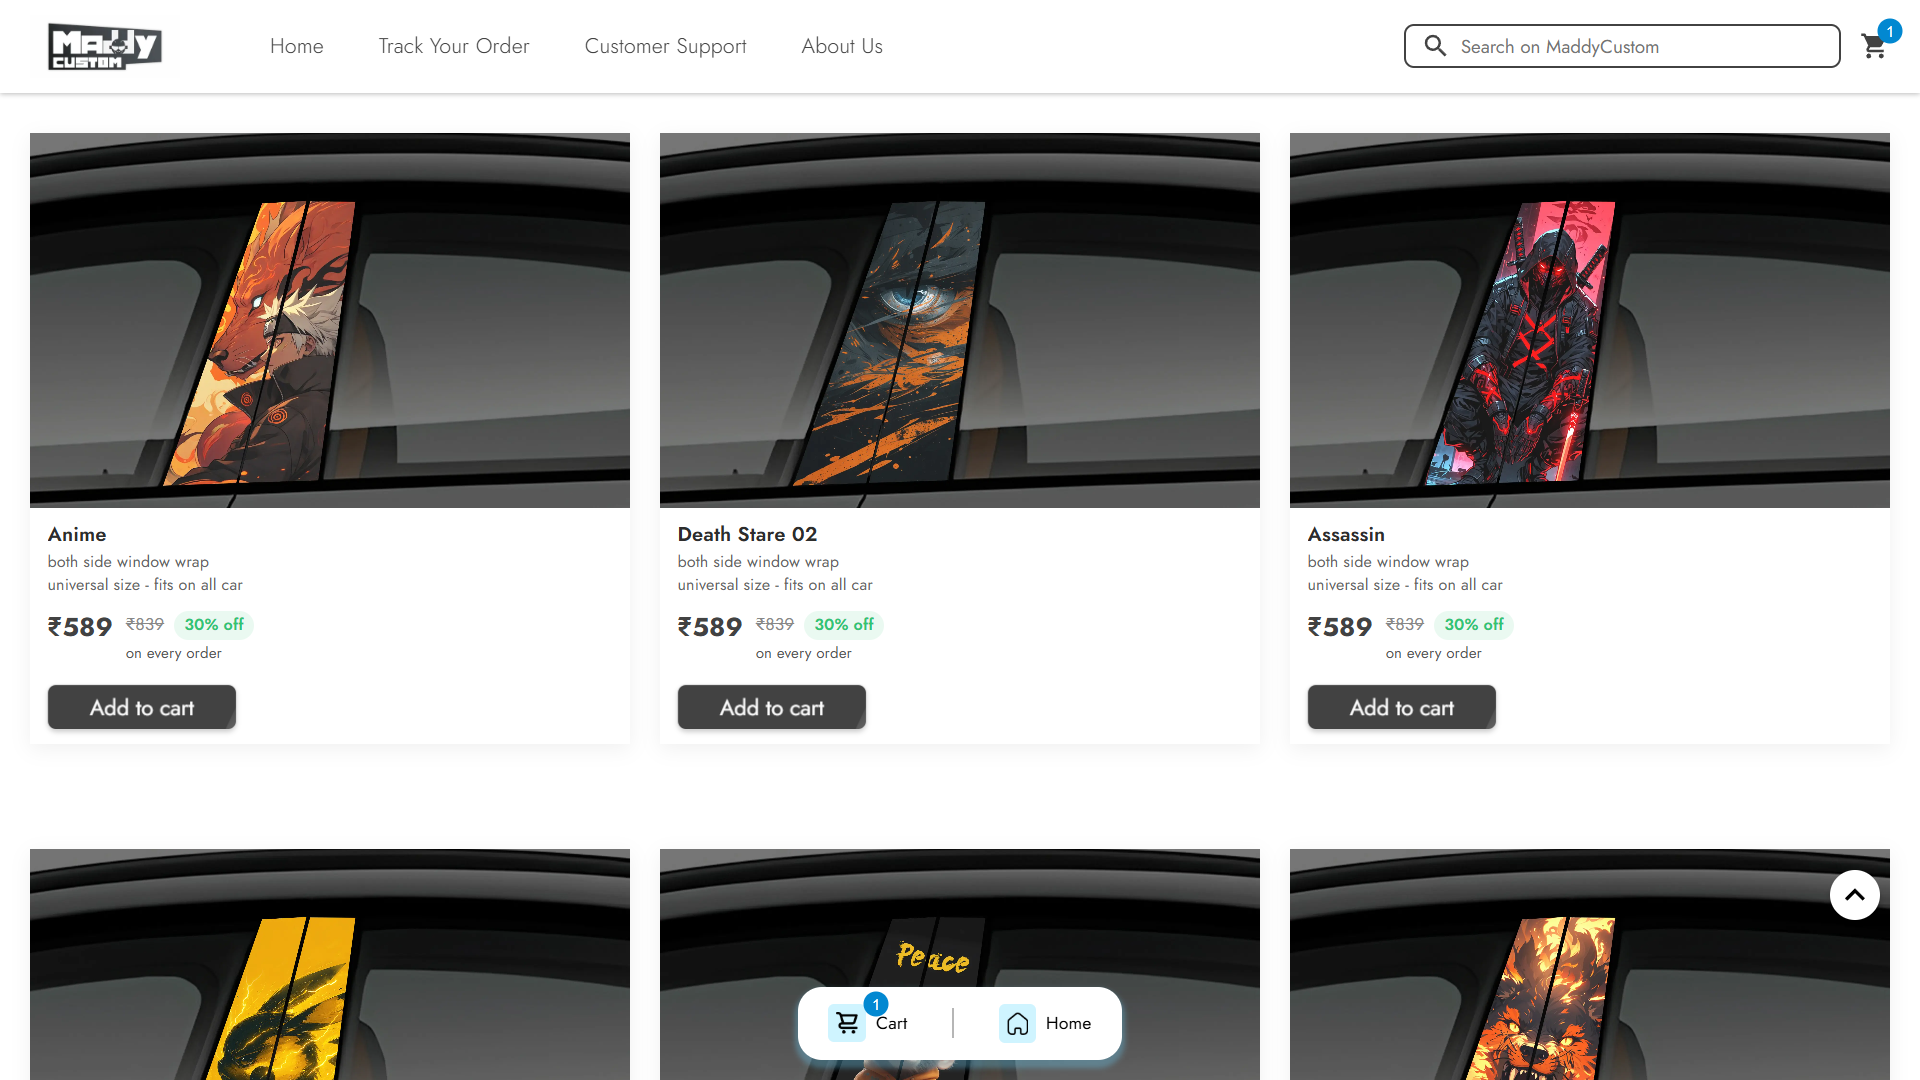 Maddy
CUSTOM
Home
Track Your Order
Customer Support
About Us
Search on MaddyCustom
1
Anime
both side window wrap
universal size - fits on all car
₹589 ₹839 30% off
on every order
Add to cart
Death Stare 02
both side window wrap
universal size - fits on all car
₹589 ₹839 30% off
on every order
Add to cart
Assassin
both side window wrap
universal size - fits on all car
₹589 ₹839 30% off
on every order
Add to cart
Peace
1
Cart
Home